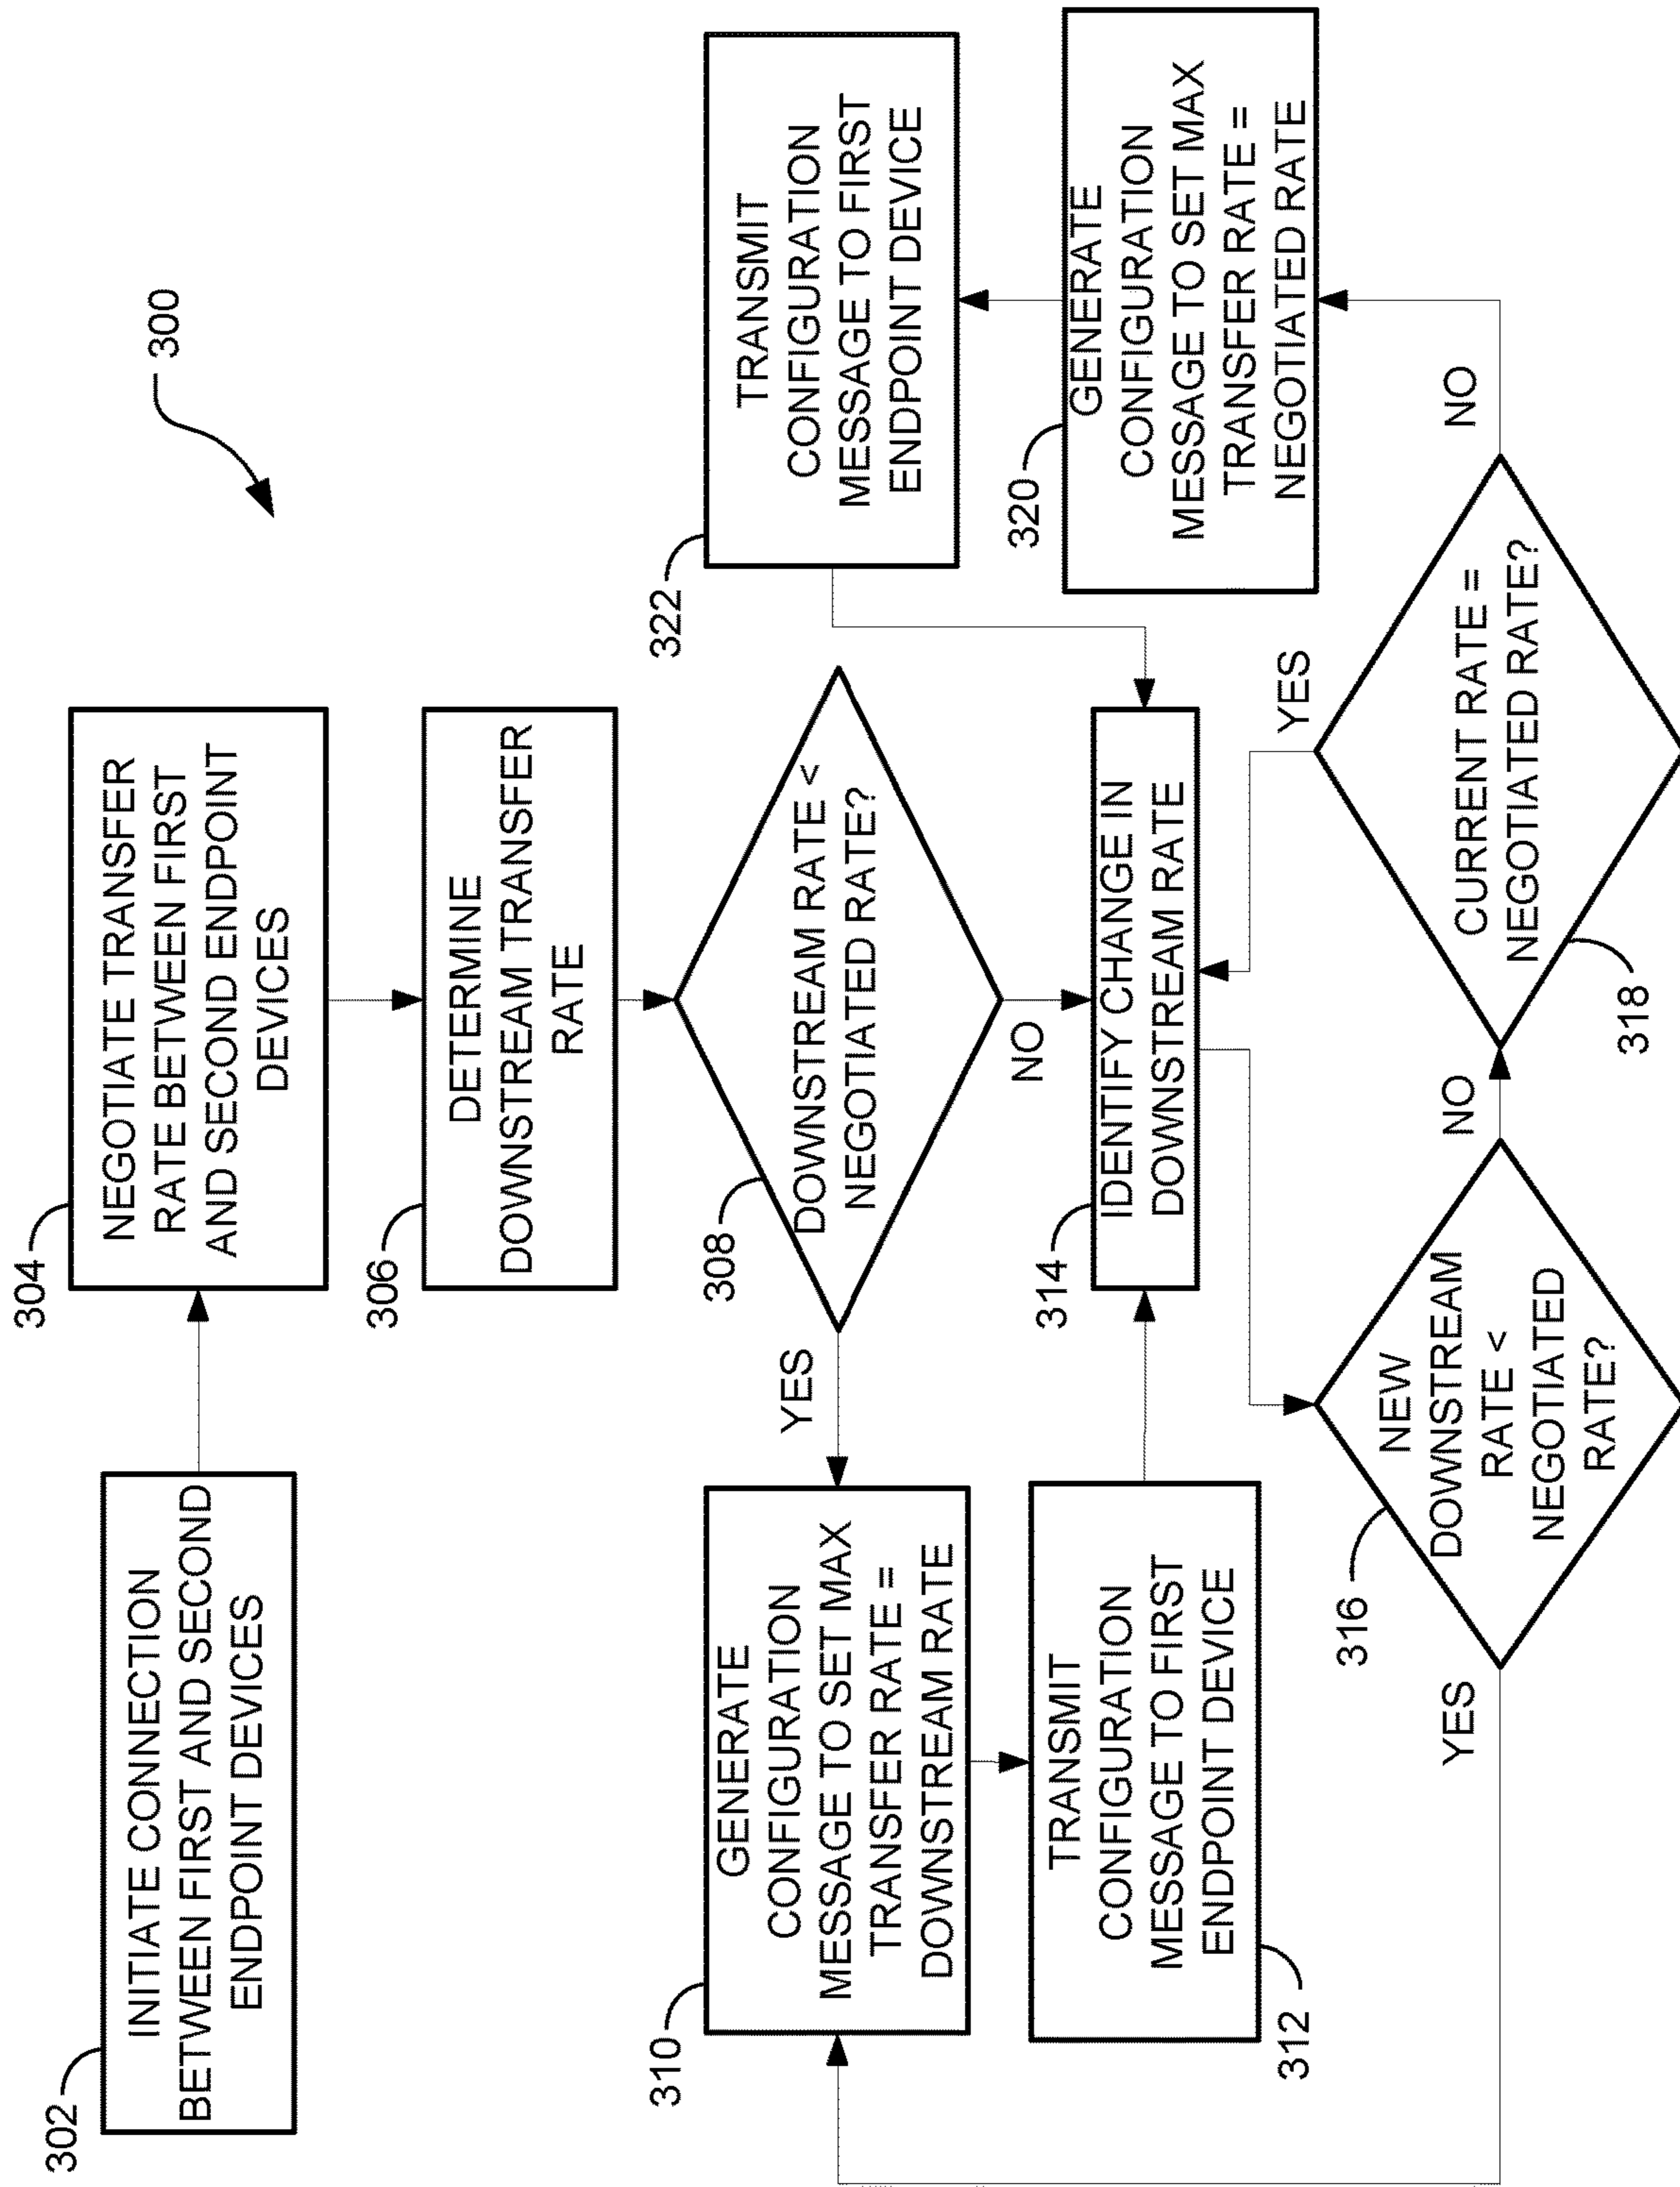 300
302
INITIATE CONNECTION
BETWEEN FIRST AND SECOND
ENDPOINT DEVICES
304
NEGOTIATE TRANSFER
RATE BETWEEN FIRST
AND SECOND ENDPOINT
DEVICES
306
DETERMINE
DOWNSTREAM TRANSFER
RATE
308
DOWNSTREAM RATE <
NEGOTIATED RATE?
YES
NO
310
GENERATE
CONFIGURATION
MESSAGE TO SET MAX
TRANSFER RATE =
DOWNSTREAM RATE
312
TRANSMIT
CONFIGURATION
MESSAGE TO FIRST
ENDPOINT DEVICE
314
IDENTIFY CHANGE IN
DOWNSTREAM RATE
316
NEW
DOWNSTREAM
RATE <
NEGOTIATED
RATE?
YES
NO
318
CURRENT RATE =
NEGOTIATED RATE?
YES
NO
320
GENERATE
CONFIGURATION
MESSAGE TO SET MAX
TRANSFER RATE =
NEGOTIATED RATE
322
TRANSMIT
CONFIGURATION
MESSAGE TO FIRST
ENDPOINT DEVICE